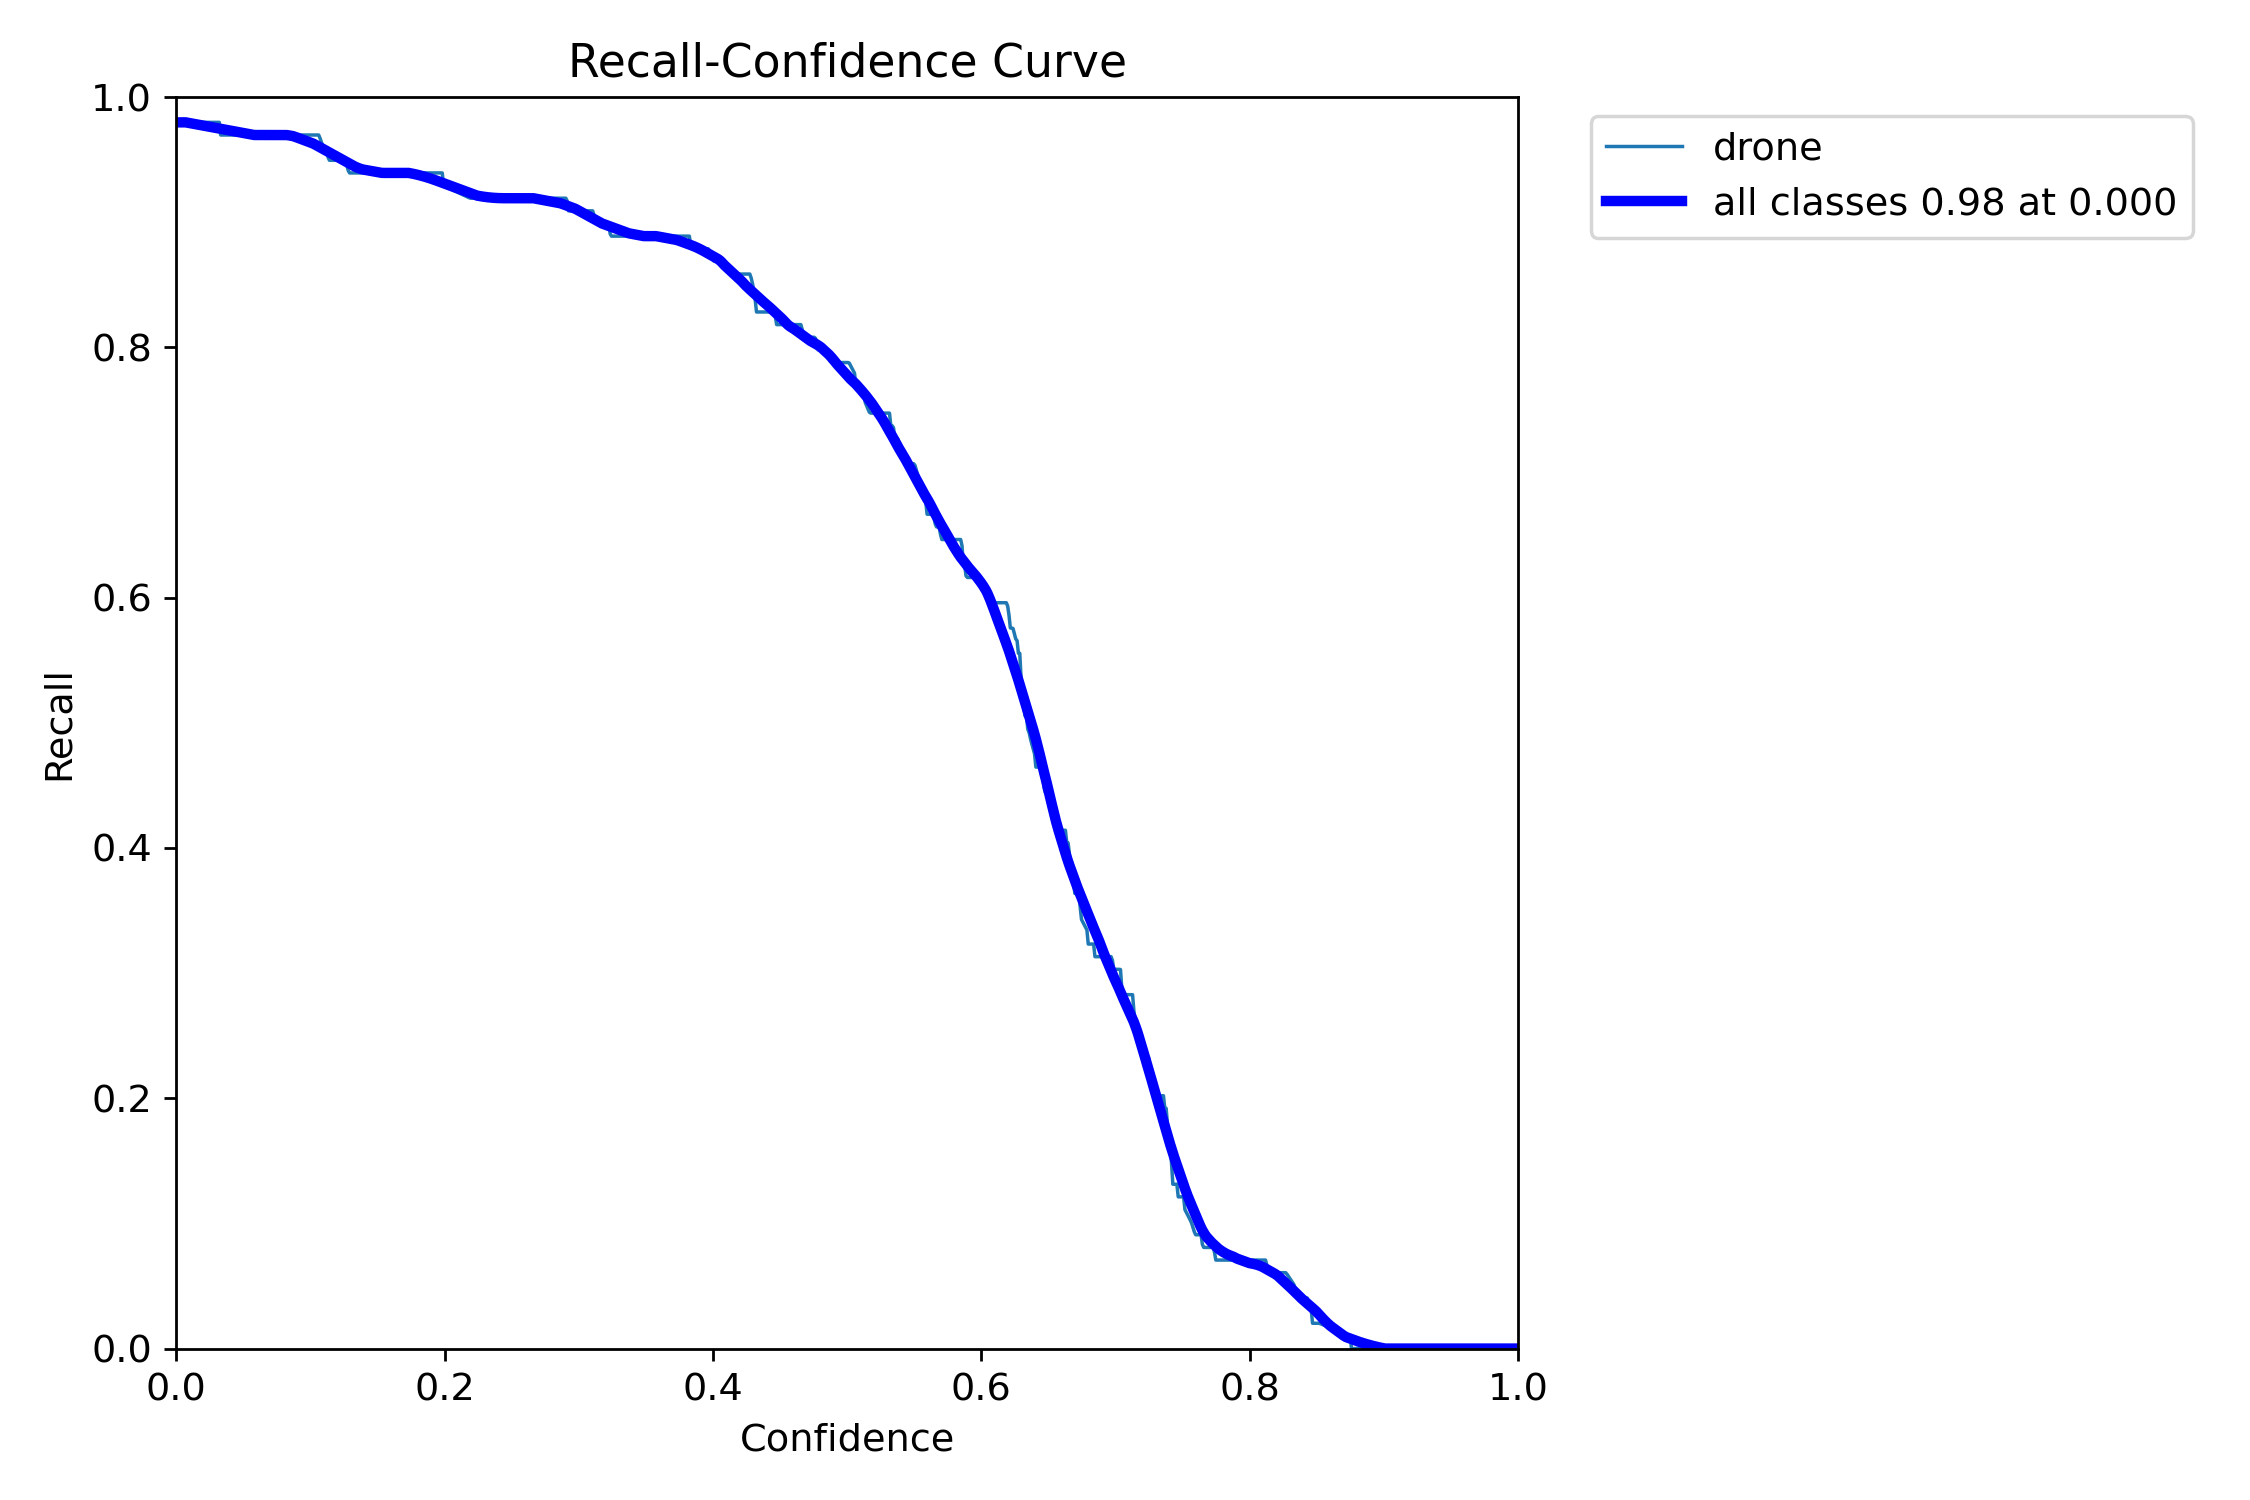 Recall-Confidence Curve
1.0
0.8
0.6
0.4
0.2
0.0
Recall
0.0 0.2 0.4 0.6 0.8 1.0
Confidence
drone
all classes 0.98 at 0.000